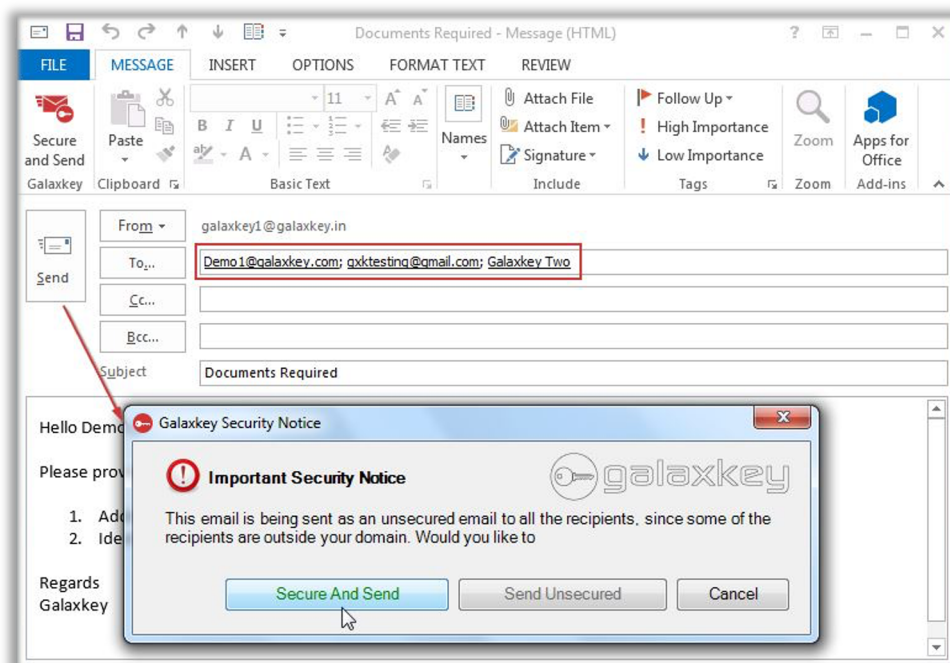 Documents Required - Message (HTML)
FILE MESSAGE INSERT OPTIONS FORMAT TEXT REVIEW
Secure and Send
Galaxkey
Paste
Clipboard
11
B I U
Basic Text
Names
Attach File
Attach Item
Signature
Include
Follow Up
High Importance
Low Importance
Tags
Zoom
Zoom
Apps for Office
Add-ins
Send
From galaxkey1@galaxkey.in
To... Demo1@galaxkey.com; gxktesting@gmail.com; Galaxkey Two
Cc...
Bcc...
Subject Documents Required
Hello Demo
Please prov
1. Add
2. Ide
Regards
Galaxkey
Galaxkey Security Notice
Important Security Notice
galaxkey
This email is being sent as an unsecured email to all the recipients, since some of the
recipients are outside your domain. Would you like to
Secure And Send Send Unsecured Cancel